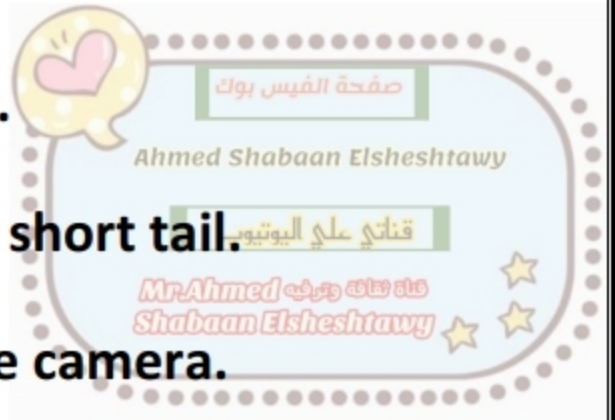 .
صفحة الفيس بوك
Ahmed Shabaan Elsheshtawy
short tail.
قناتي علي اليوتيوب
Mr.Ahmed قناة ثقافة وترفيه
Shabaan Elsheshtawy
e camera.